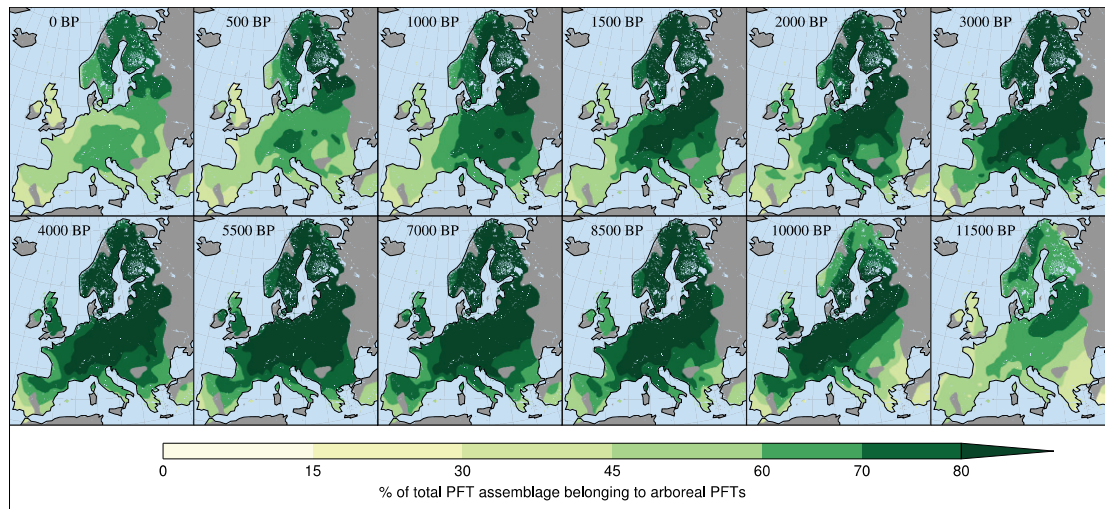 0 BP 500 BP 1000 BP 1500 BP 2000 BP 3000 BP
4000 BP 5500 BP 7000 BP 8500 BP 10000 BP 11500 BP
0 15 30 45 60 70 80
% of total PFT assemblage belonging to arboreal PFTs